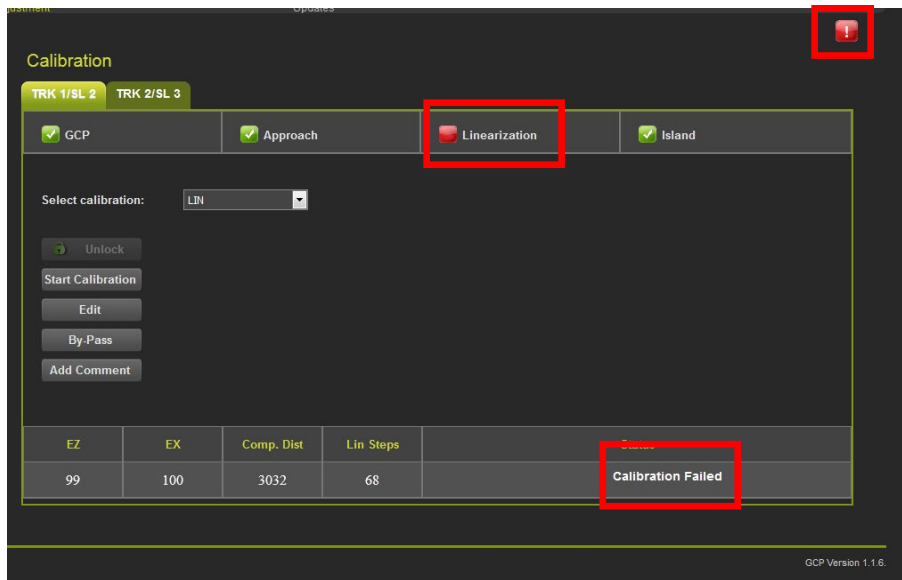 Updates
!
Calibration
TRK 1/SL 2 TRK 2/SL 3
GCP Approach Linearization Island
Select calibration: LIN
Unlock
Start Calibration
Edit
By-Pass
Add Comment
EZ EX Comp. Dist Lin Steps Status
99 100 3032 68 Calibration Failed
GCP Version 1.1.6.